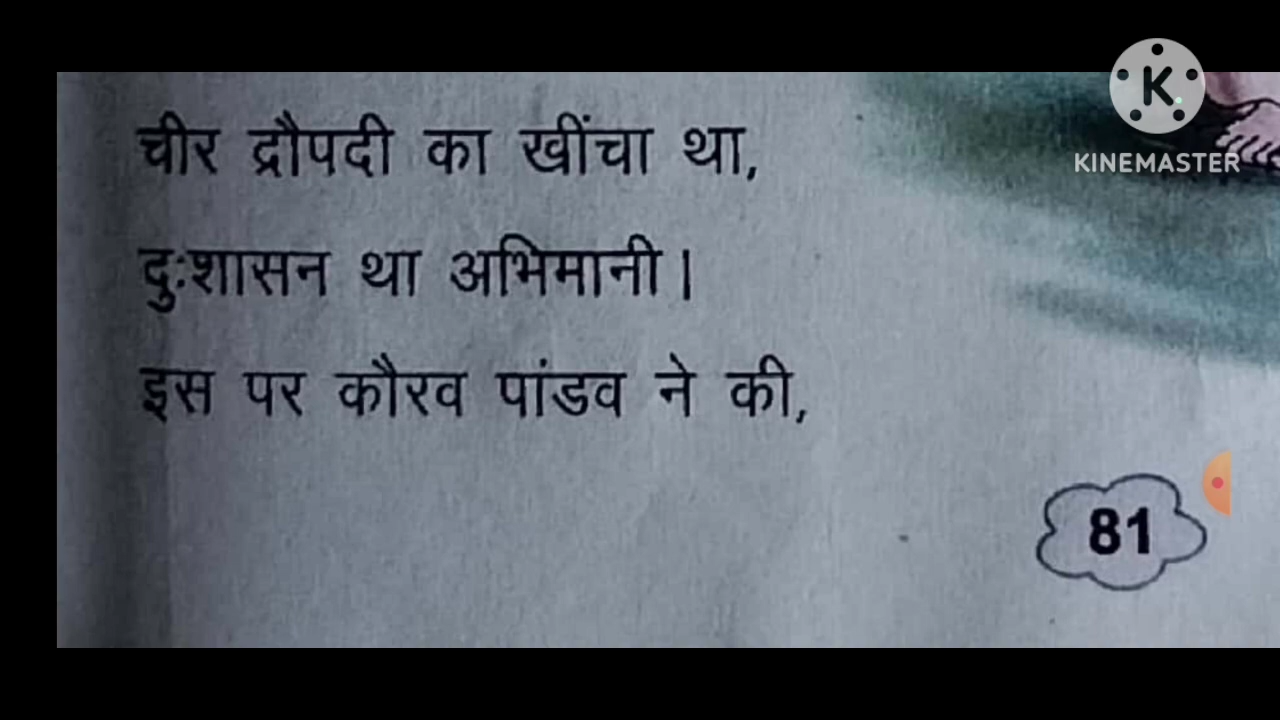 चीर द्रौपदी का खींचा था,
दुःशासन था अभिमानी।
इस पर कौरव पांडव ने की,
81
K
KINEMASTER